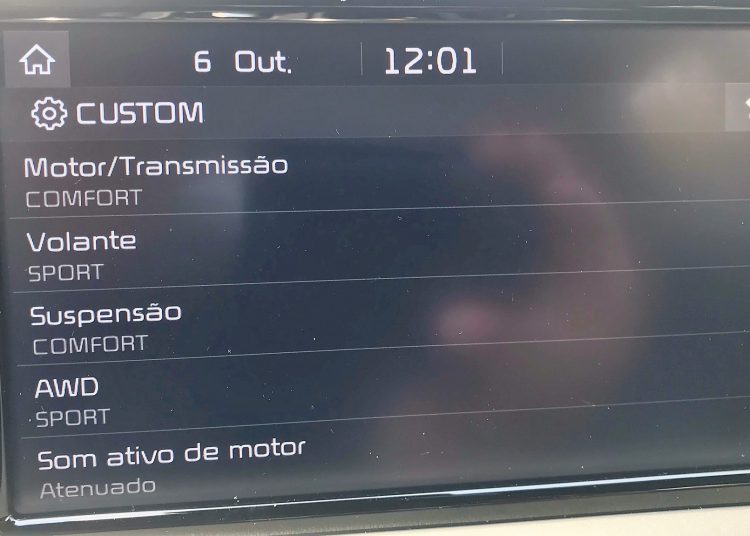 6 Out. 12:01
CUSTOM
Motor/Transmissão
COMFORT
Volante
SPORT
Suspensão
COMFORT
AWD
SPORT
Som ativo de motor
Atenuado